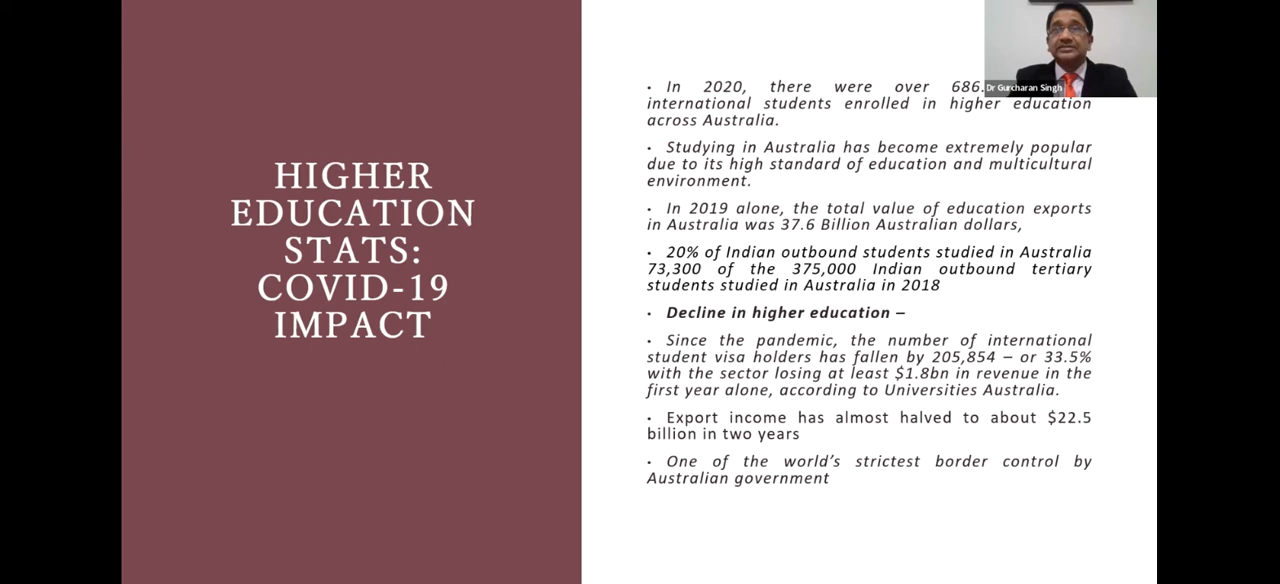 HIGHER
EDUCATION
STATS:
COVID-19
IMPACT
• In 2020, there were over
international students enrolled in higher education
across Australia.
• Studying in Australia has become extremely popular
due to its high standard of education and multicultural
environment.
• In 2019 alone, the total value of education exports
in Australia was 37.6 Billion Australian dollars,
• 20% of Indian outbound students studied in Australia
73,300 of the 375,000 Indian outbound tertiary
students studied in Australia in 2018
• Decline in higher education –
• Since the pandemic, the number of international
student visa holders has fallen by 205,854 – or 33.5%
with the sector losing at least $1.8bn in revenue in the
first year alone, according to Universities Australia.
• Export income has almost halved to about $22.5
billion in two years
• One of the world’s strictest border control by
Australian government
Dr Gurcharan Singh